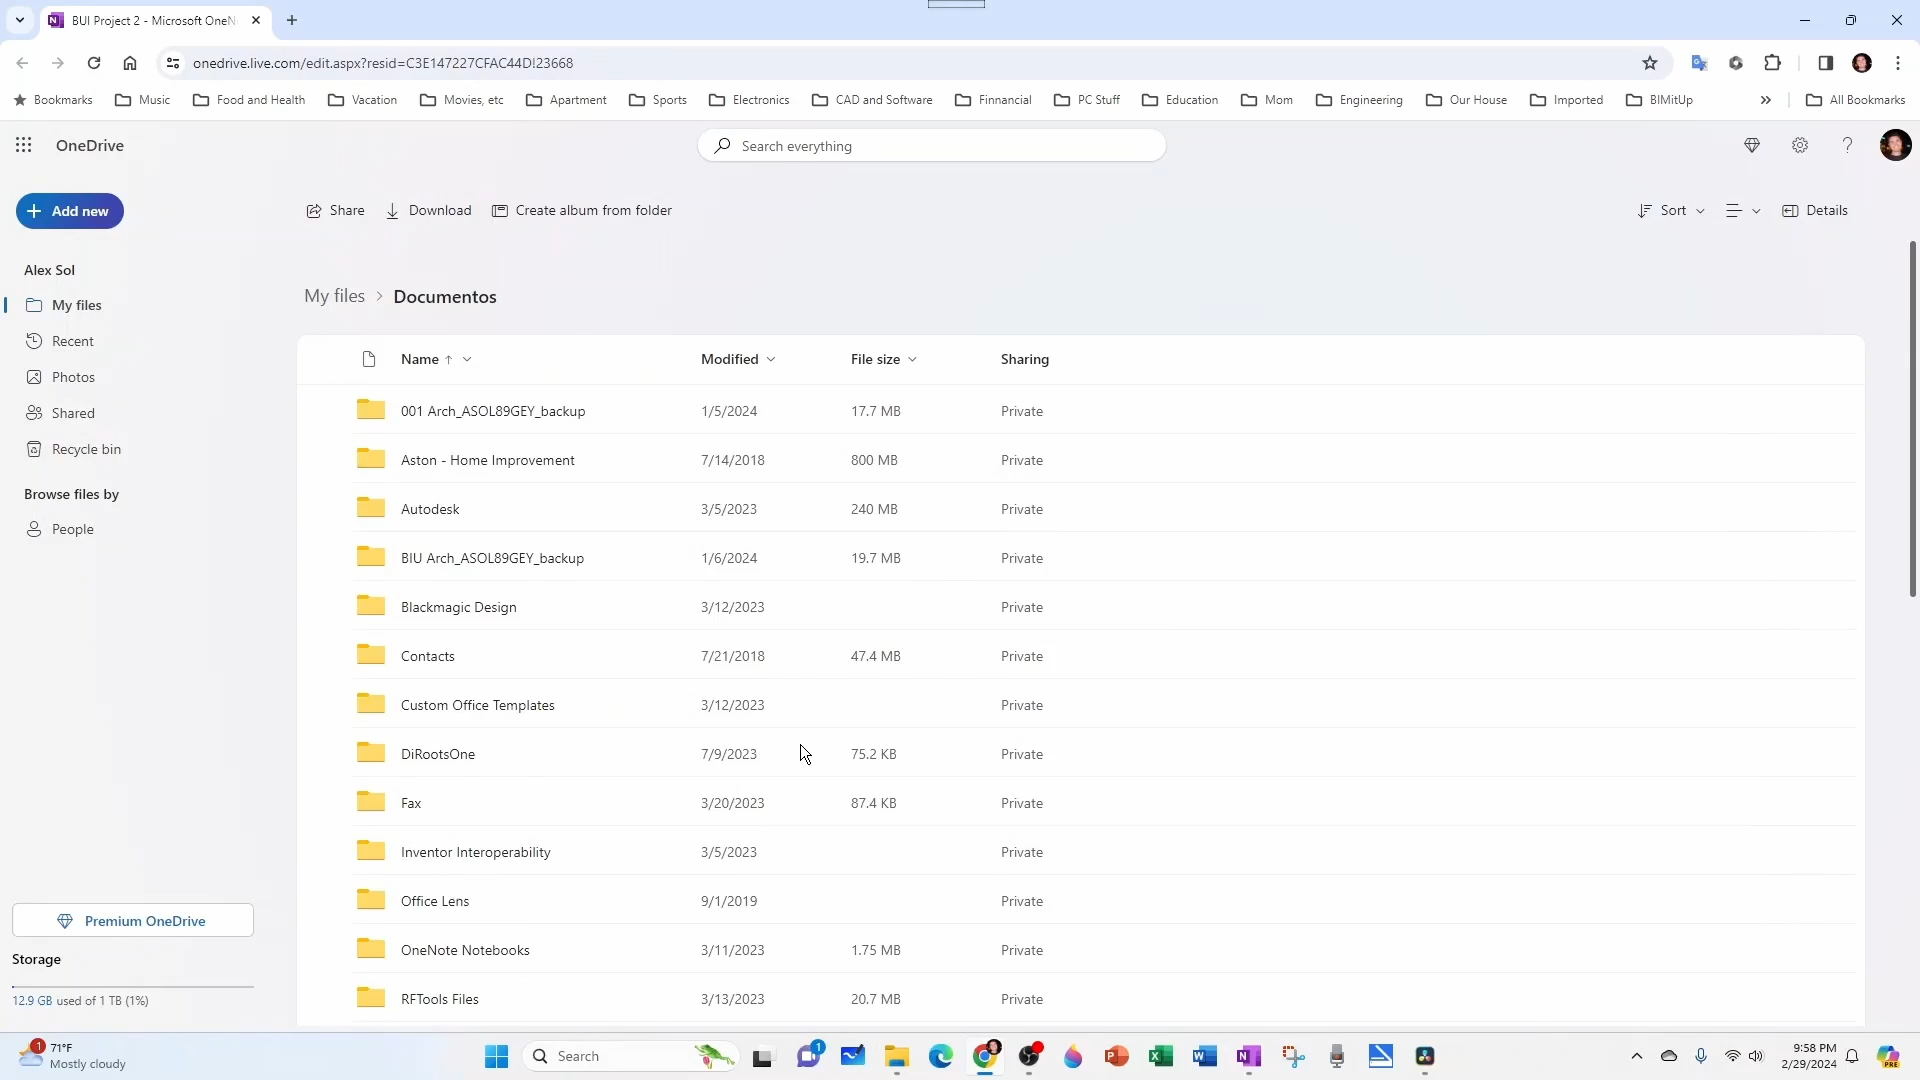 BUI Project 2 - Microsoft OneN
onedrive.live.com/edit.aspx?resid=C3E147227CFAC44D!23668
Bookmarks Music Food and Health Vacation Movies, etc Apartment Sports Electronics CAD and Software Finnancial PC Stuff Education Mom Engineering Our House Imported BIMitUp » All Bookmarks
OneDrive Search everything
Add new Share Download Create album from folder Sort Details
Alex Sol
My files
Recent
Photos
Shared
Recycle bin
Browse files by
People
Premium OneDrive
Storage
12.9 GB used of 1 TB (1%)
My files > Documentos
Name ↑ Modified File size Sharing
001 Arch_ASOL89GEY_backup 1/5/2024 17.7 MB Private
Aston - Home Improvement 7/14/2018 800 MB Private
Autodesk 3/5/2023 240 MB Private
BIU Arch_ASOL89GEY_backup 1/6/2024 19.7 MB Private
Blackmagic Design 3/12/2023 Private
Contacts 7/21/2018 47.4 MB Private
Custom Office Templates 3/12/2023 Private
DiRootsOne 7/9/2023 75.2 KB Private
Fax 3/20/2023 87.4 KB Private
Inventor Interoperability 3/5/2023 Private
Office Lens 9/1/2019 Private
OneNote Notebooks 3/11/2023 1.75 MB Private
RFTools Files 3/13/2023 20.7 MB Private
1 71°F Search 1 9:58 PM
Mostly cloudy 2/29/2024 PRE